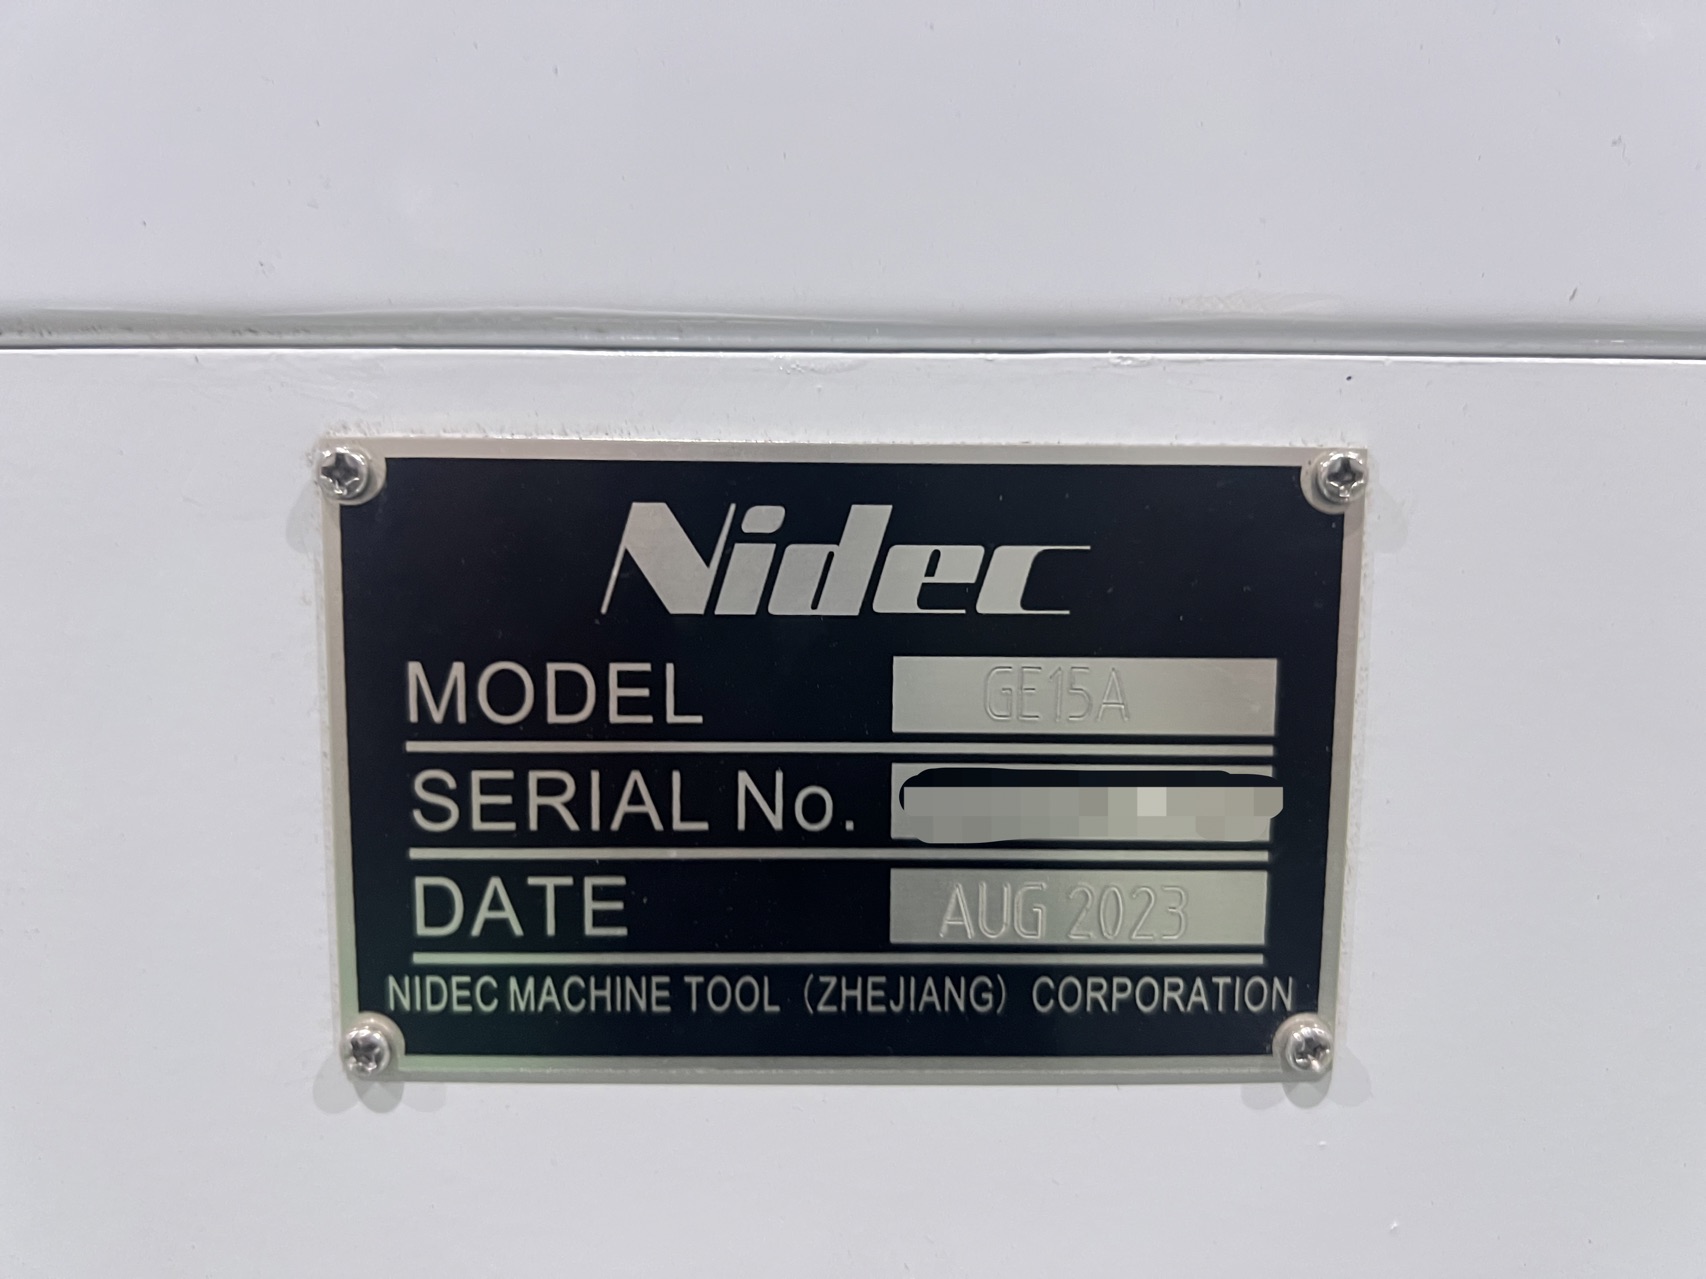 Nidec
MODEL GE15A
SERIAL No.
DATE AUG 2023
NIDEC MACHINE TOOL (ZHEJIANG) CORPORATION